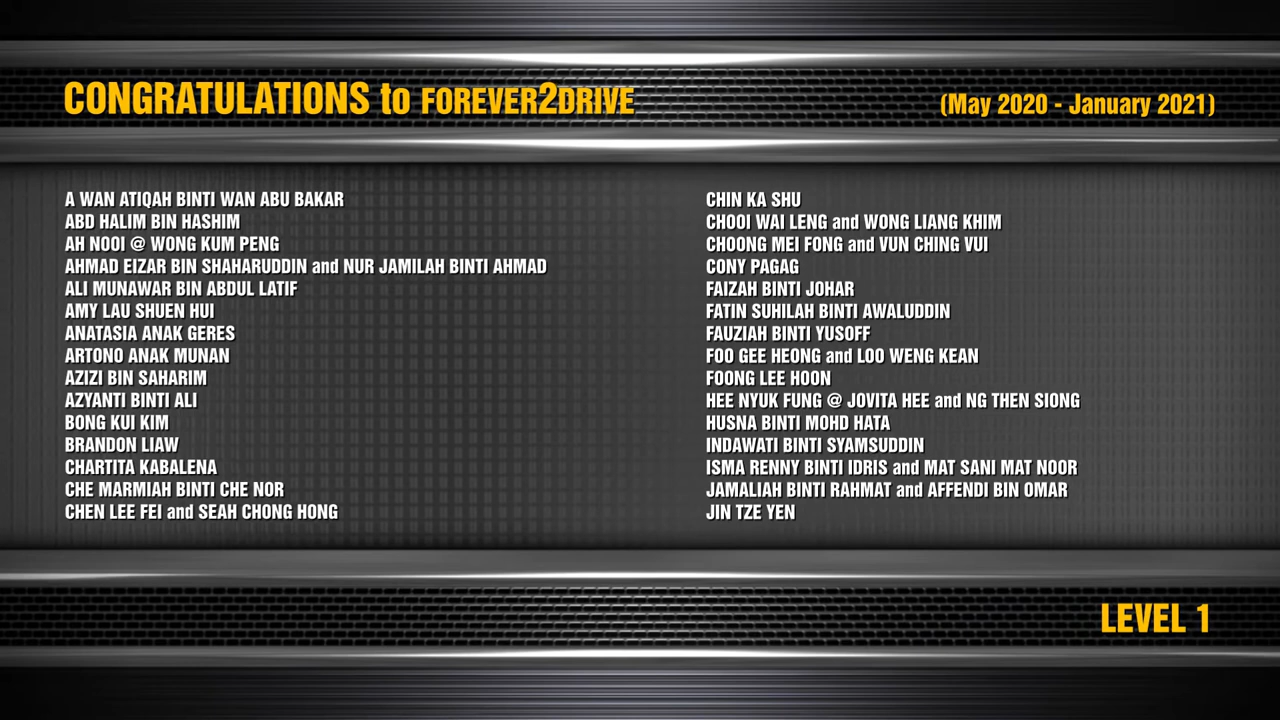 CONGRATULATIONS to FOREVER2DRIVE
(May 2020 - January 2021)
A WAN ATIQAH BINTI WAN ABU BAKAR
ABD HALIM BIN HASHIM
AH NOOI @ WONG KUM PENG
AHMAD EIZAR BIN SHAHARUDDIN and NUR JAMILAH BINTI AHMAD
ALI MUNAWAR BIN ABDUL LATIF
AMY LAU SHUEN HUI
ANATASIA ANAK GERES
ARTONO ANAK MUNAN
AZIZI BIN SAHARIM
AZYANTI BINTI ALI
BONG KUI KIM
BRANDON LIAW
CHARTITA KABALENA
CHE MARMIAH BINTI CHE NOR
CHEN LEE FEI and SEAH CHONG HONG
CHIN KA SHU
CHOOI WAI LENG and WONG LIANG KHIM
CHOONG MEI FONG and VUN CHING VUI
CONY PAGAG
FAIZAH BINTI JOHAR
FATIN SUHILAH BINTI AWALUDDIN
FAUZIAH BINTI YUSOFF
FOO GEE HEONG and LOO WENG KEAN
FOONG LEE HOON
HEE NYUK FUNG @ JOVITA HEE and NG THEN SIONG
HUSNA BINTI MOHD HATA
INDAWATI BINTI SYAMSUDDIN
ISMA RENNY BINTI IDRIS and MAT SANI MAT NOOR
JAMALIAH BINTI RAHMAT and AFFENDI BIN OMAR
JIN TZE YEN
LEVEL 1